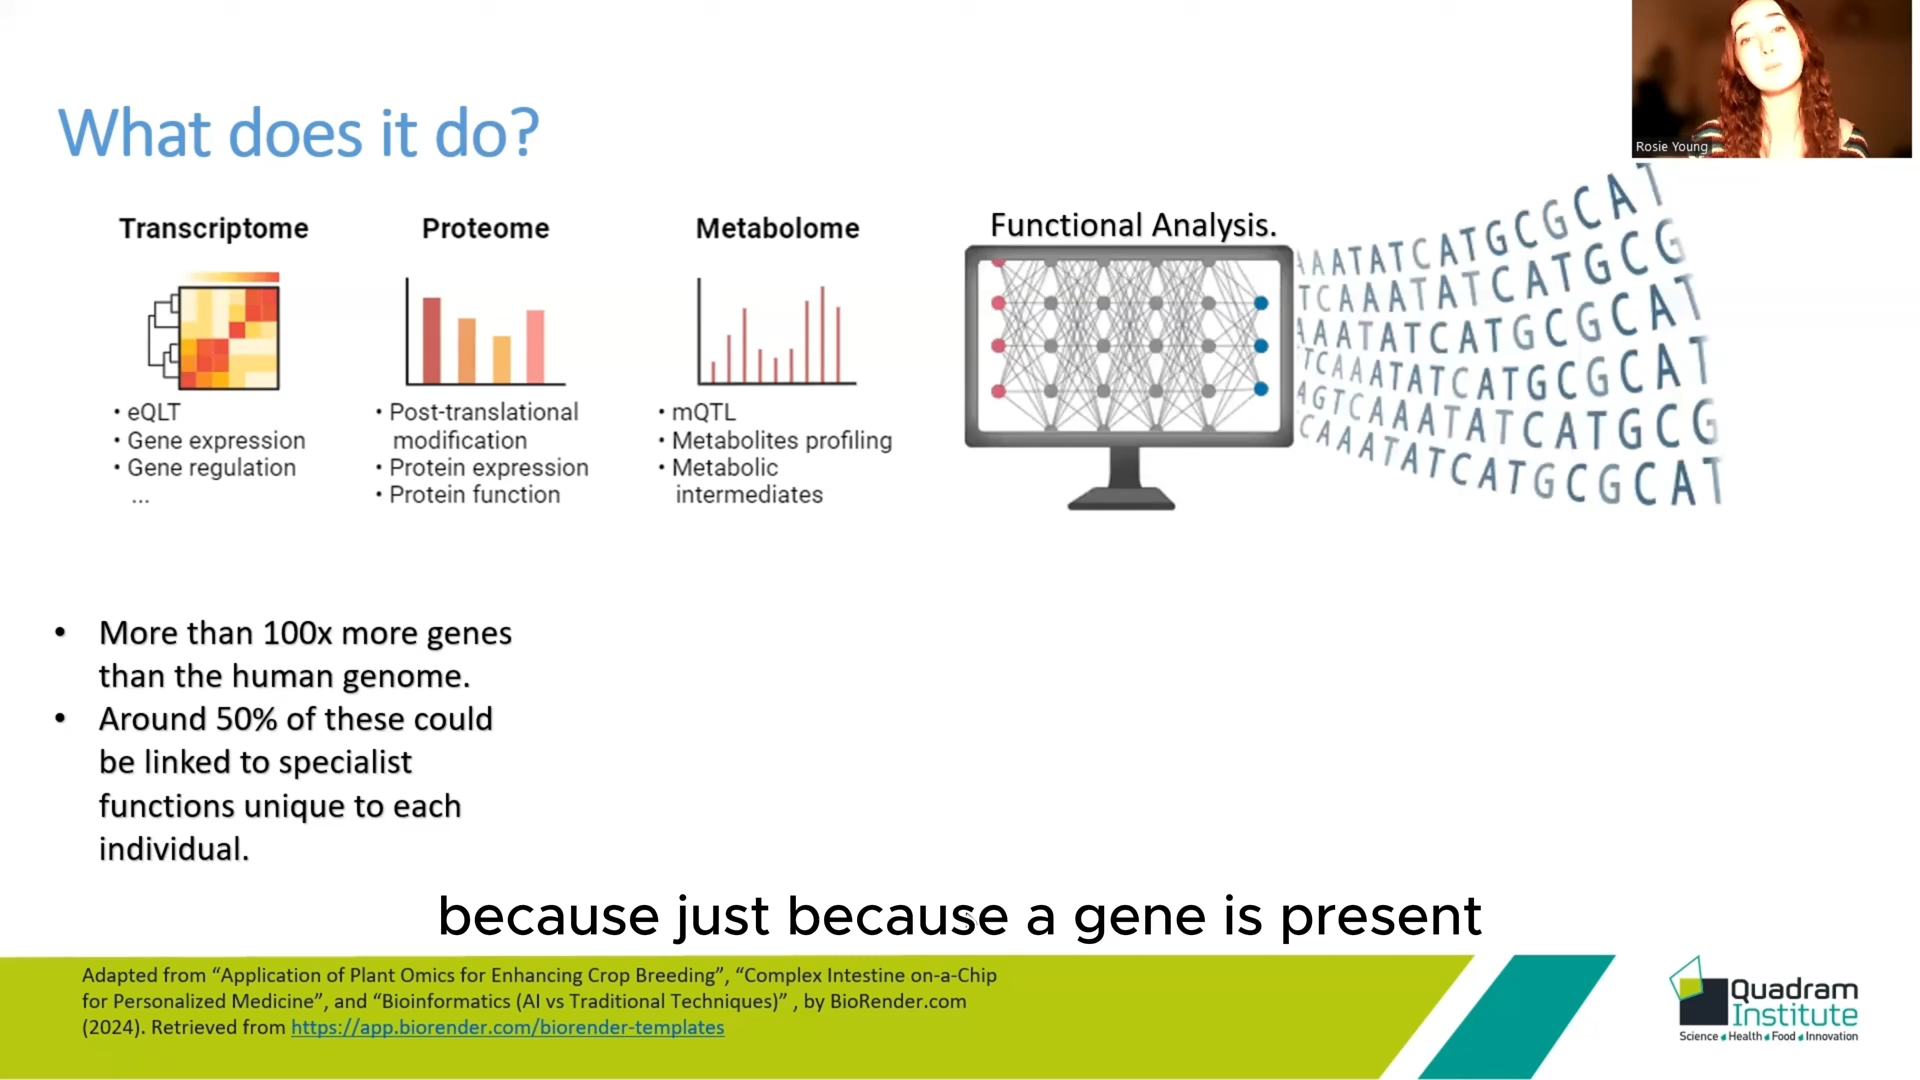 Rosie Young
What does it do?
Transcriptome
Proteome
Metabolome
Functional Analysis.
• eQLT
• Gene expression
• Gene regulation
...
• Post-translational
modification
• Protein expression
• Protein function
• mQTL
• Metabolites profiling
• Metabolic
intermediates
AAATATCATGCGCAT
TCAAATATCATGCG
AAATATCATGCGCAT
TCAAATATCATGCGCAT
AGTCAAATATCATGCG
CAAATATCATGCGCAT
• More than 100x more genes
than the human genome.
• Around 50% of these could
be linked to specialist
functions unique to each
individual.
because just because a gene is present
Adapted from “Application of Plant Omics for Enhancing Crop Breeding”, “Complex Intestine on-a-Chip
for Personalized Medicine”, and “Bioinformatics (AI vs Traditional Techniques)” , by BioRender.com
(2024). Retrieved from https://app.biorender.com/biorender-templates
Quadram
Institute
Science • Health • Food • Innovation